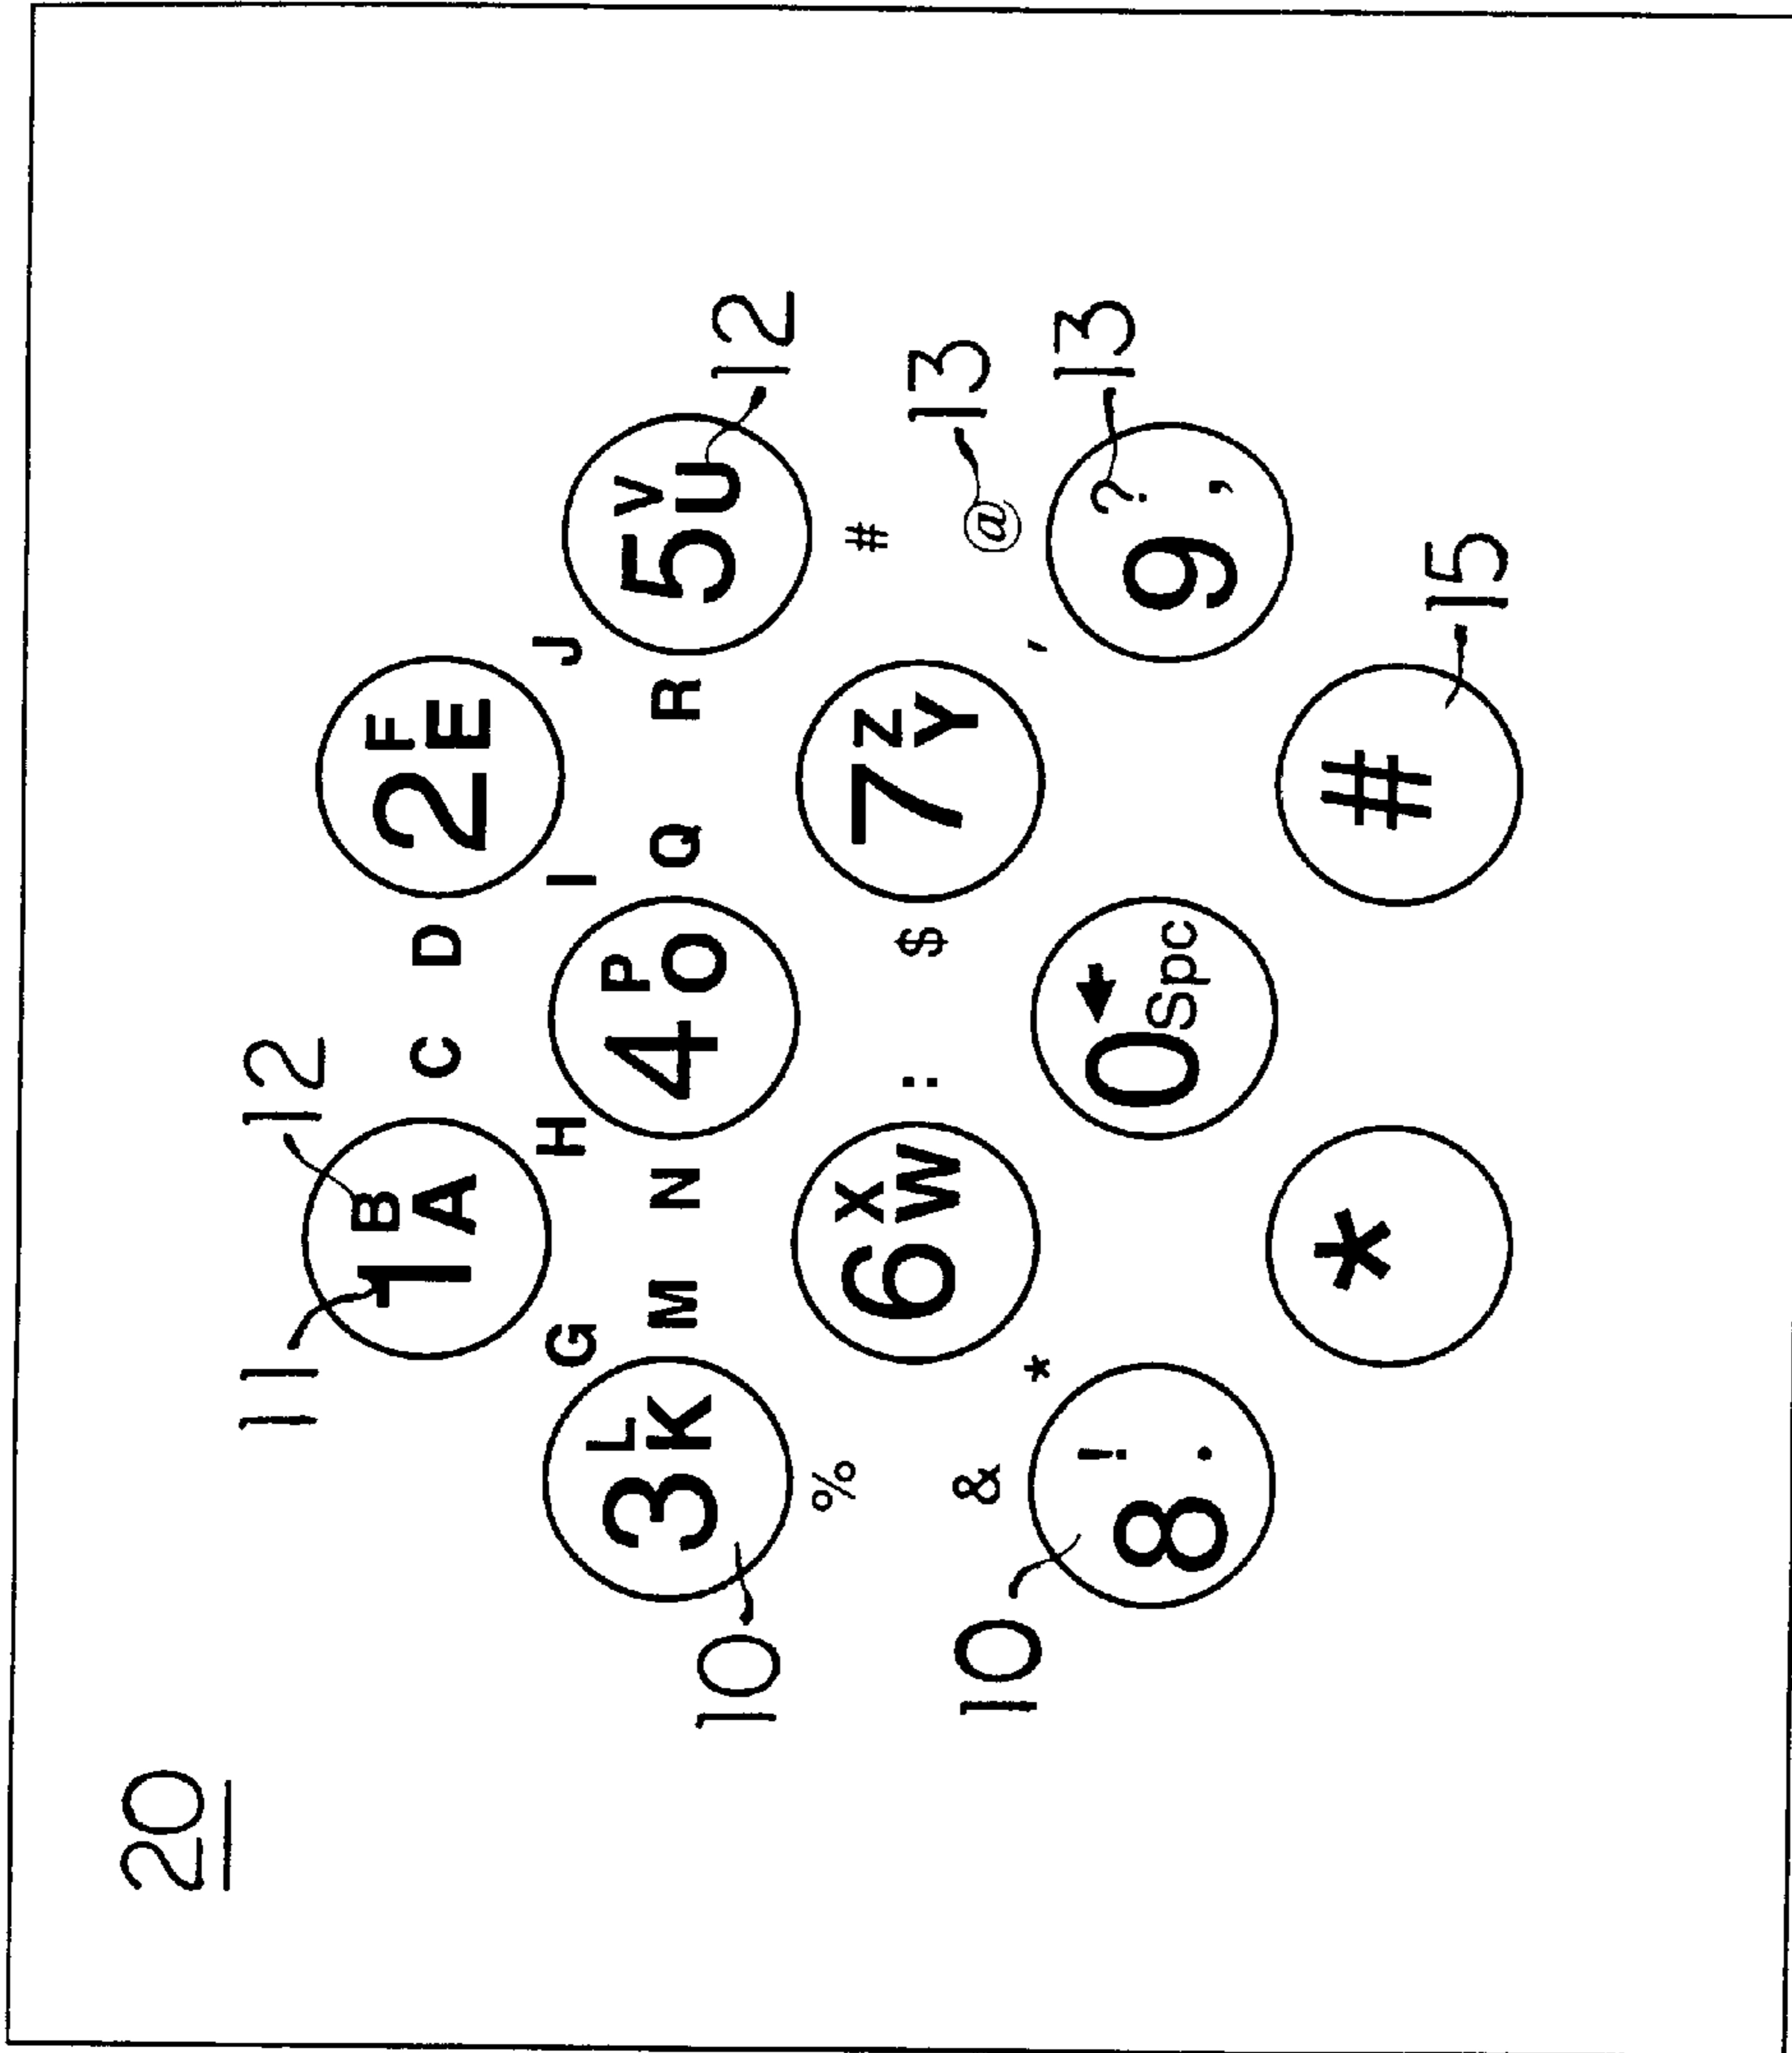 20
11 12
1 B A C D 2 F E
G H I J
3 L K M N 4 P O Q R 5 V U
10 12
% #
6 X W : $ 7 Z Y
13
& @
10
* '
13
8 ! . 0 ← Spc 9 ? ,
* #
15